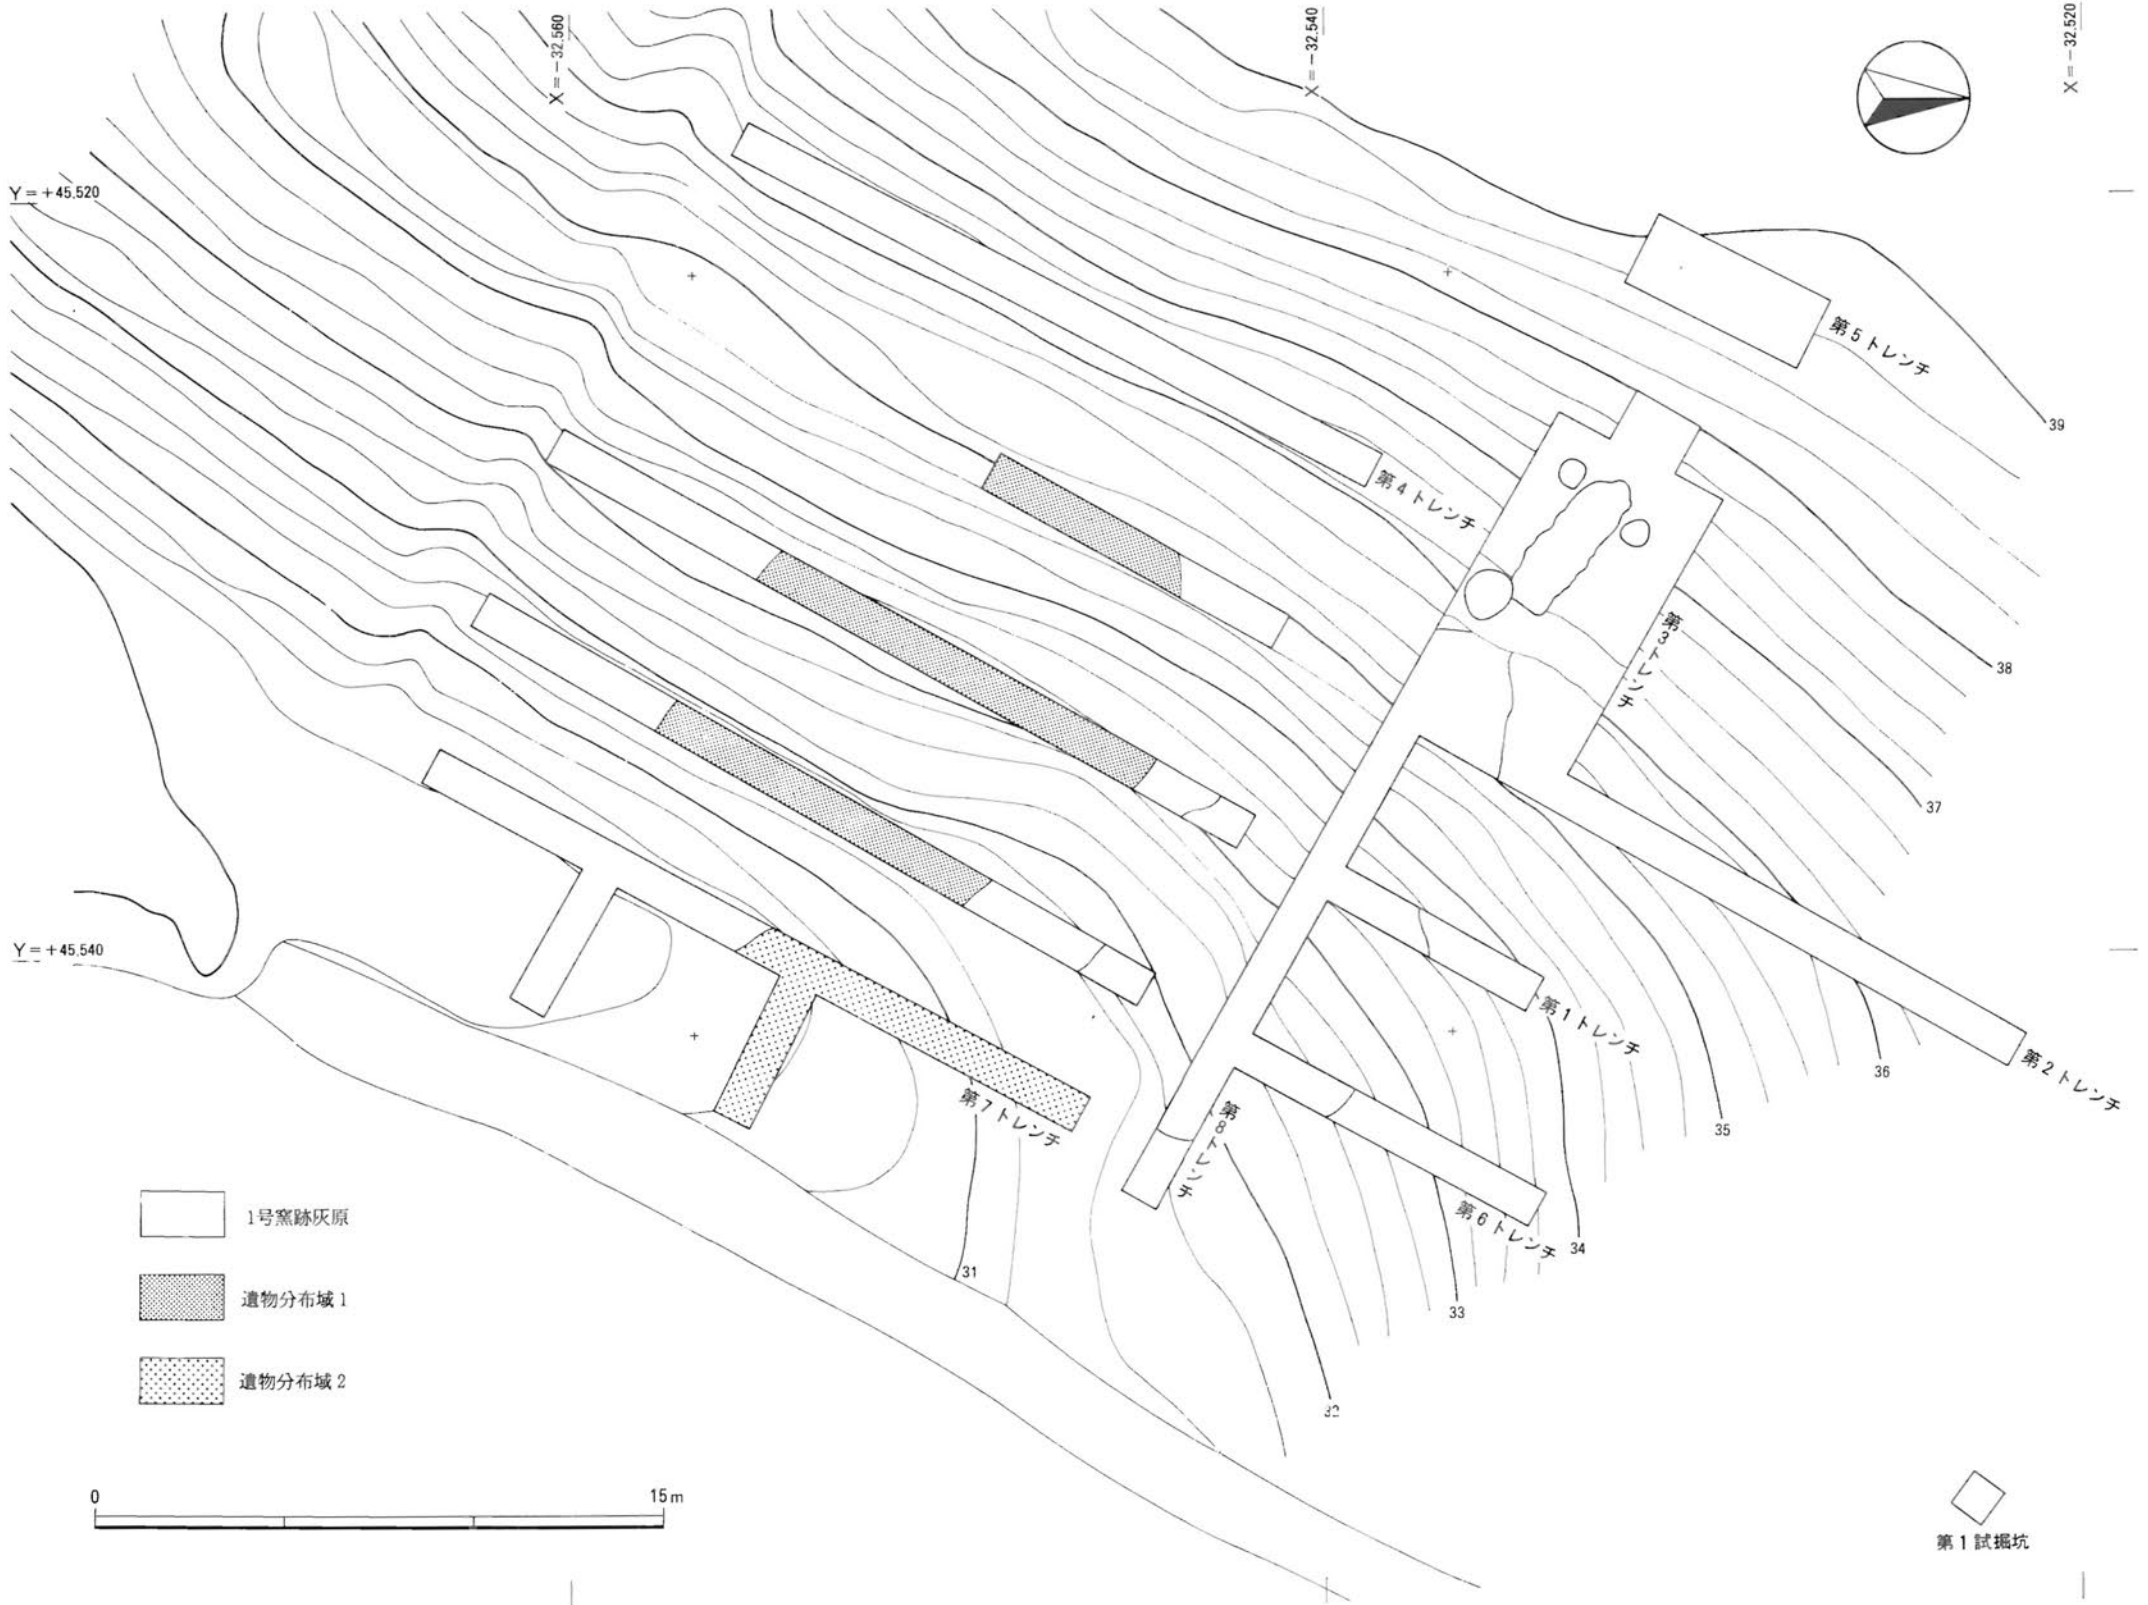 X=-32,560
X=-32,540
X=-32,520
Y=+45,520
第5トレンチ
39
第4トレンチ
第3トレンチ
38
37
Y=+45,540
第1トレンチ
第2トレンチ
36
第7トレンチ
第8トレンチ
35
第6トレンチ
34
31
33
32
1号窯跡灰原
遺物分布域1
遺物分布域2
0
15m
第1試掘坑